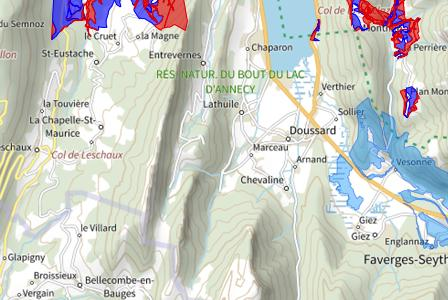 Col de
du Semnoz
le Cruet
la Magne
Montmin
St-Eustache
Entrevernes
Chaparon
RÉS. NATUR. DU BOUT DU LAC
D'ANNECY
Verthier
la Touvière
Lathuile
Sollier
La Chapelle-St-
Maurice
Doussard
eschaux
Col de Leschaux
Marceau
Arnand
Vesonne
Chevaline
le Villard
Giez
Giez
Englannaz
Faverges-Seyth
Glapigny
Broissieux
Bellecombe-en-
Bauges
Vergain